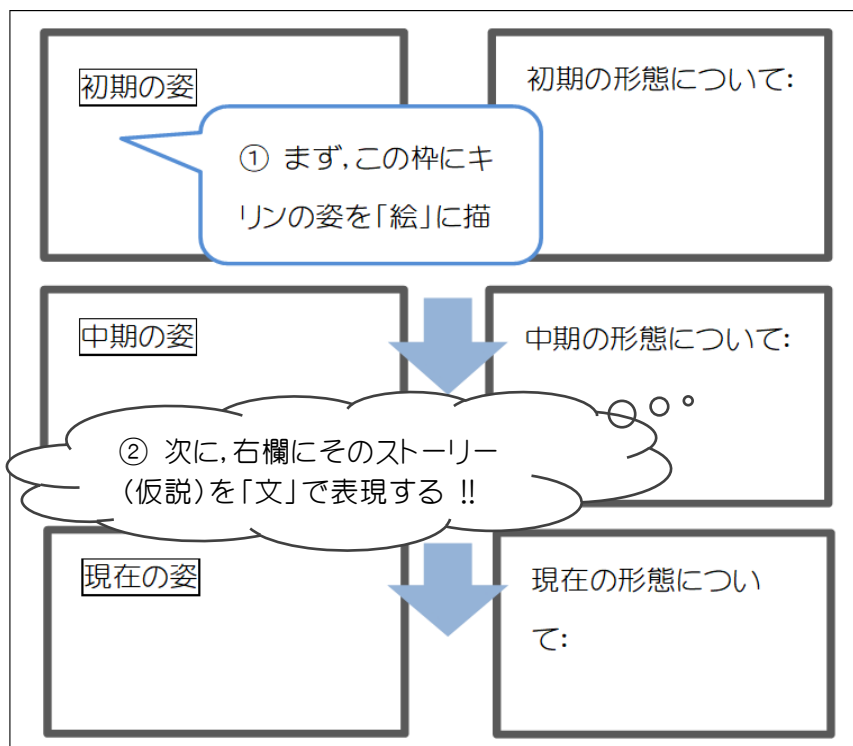 初期の姿
初期の形態について:
① まず,この枠にキ
リンの姿を「絵」に描
中期の姿
中期の形態について:
② 次に,右欄にそのストーリー
(仮説)を「文」で表現する !!
現在の姿
現在の形態につい
て: